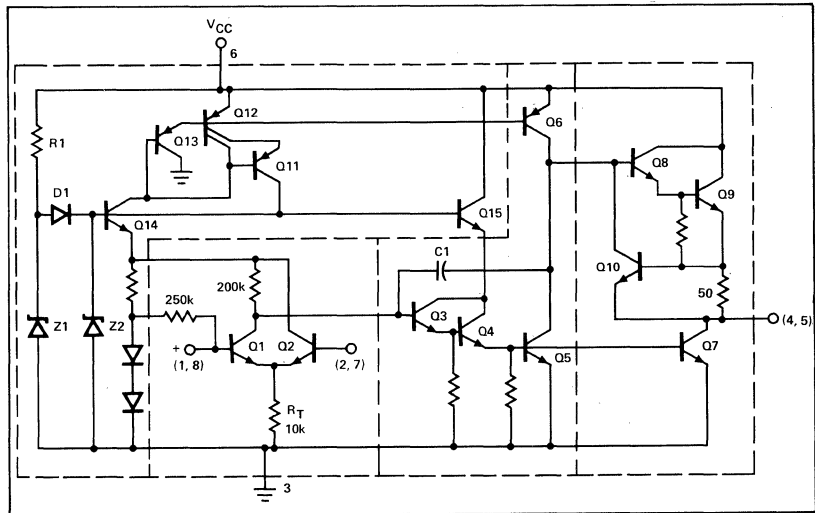 VCC
6
Q12
Q6
R1
Q13
Q8
Q11
Q9
D1
Q14
Q15
C1
Q10
200k
50
250k
Q3
Z1
Z2
Q4
(4, 5)
+
Q1
Q2
(1, 8)
(2, 7)
Q5
Q7
RT
10k
3